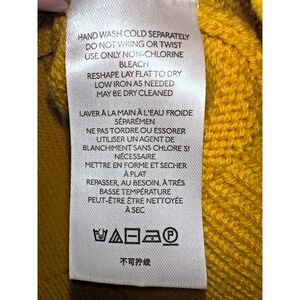 HAND WASH COLD SEPARATELY
DO NOT WRING OR TWIST
USE ONLY NON-CHLORINE
BLEACH
RESHAPE LAY FLAT TO DRY
LOW IRON AS NEEDED
MAY BE DRY CLEANED
LAVER À LA MAIN À L'EAU FROIDE
SÉPARÉMEN
NE PAS TORDRE OU ESSORER
UTILISER UN AGENT DE
BLANCHIMENT SANS CHLORE SI
NÉCESSAIRE
METTRE EN FORME ET SECHER
À PLAT
REPASSER, AU BESOIN, À TRÈS
BASSE TEMPÉRATURE
PEUT-ÊTRE ÊTRE NETTOYÉE
À SEC
P
不可拧绞